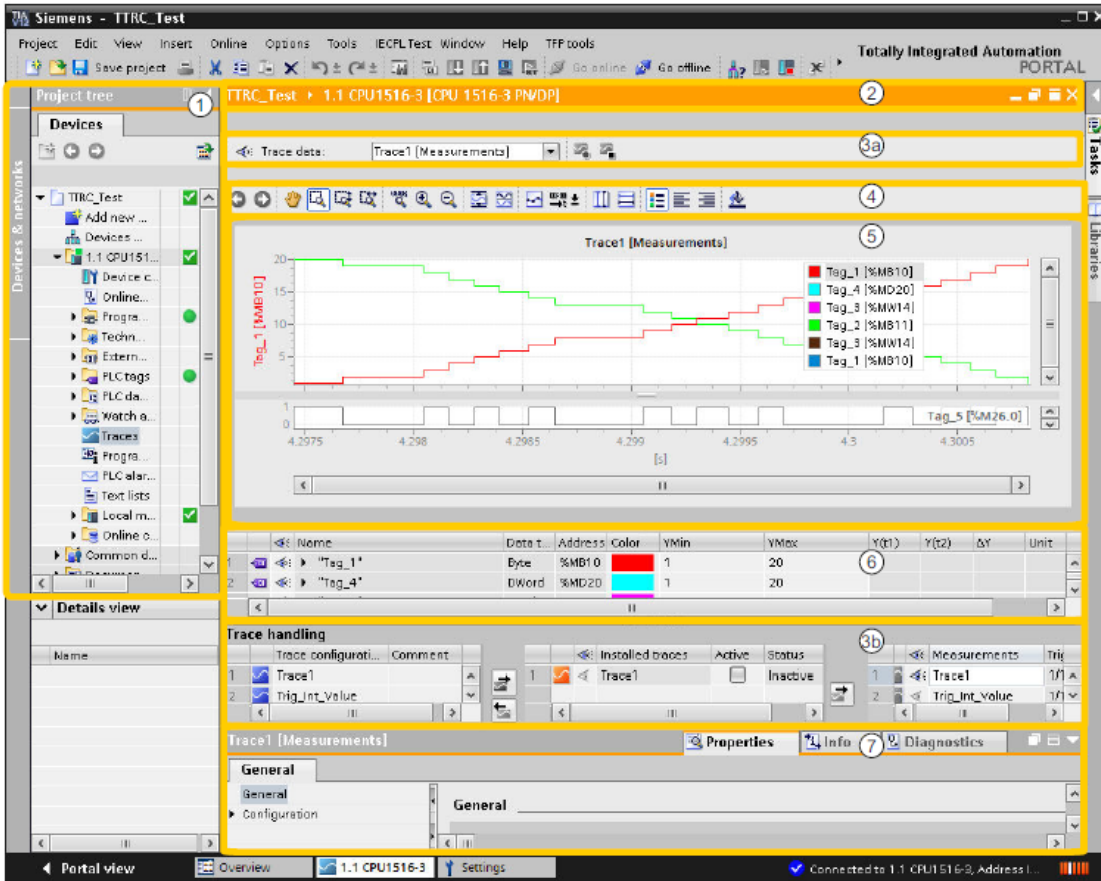 Siemens - TTRC_Test
Project Edit View Insert Online Options Tools IECPLTest Window Help TFP tools
Totally Integrated Automation
PORTAL
Save project Go online Go offline
Project tree
1
TTRC_Test 1.1 CPU1516-3 [CPU 1516-3 PN/DP]
2
Devices
Devices & networks
Tasks
Libraries
Trace data: Trace1 [Measurements]
3a
4
5
TTRC_Test
Add new ...
Devices ...
1.1 CPU151...
Device c...
Online...
Progra...
Techn...
Extern...
PLC tags
PLC da...
Watch a...
Traces
Progra...
PLC alar...
Text lists
Local m...
Online c...
Common d...
Trace1 [Measurements]
Tag_1 [%MB10]
20
15
10
5
Tag_1 [%MB10]
Tag_4 [%MD20]
Tag_3 [%MW14]
Tag_2 [%MB11]
Tag_3 [%MW14]
Tag_1 [%MB10]
1
0
Tag_5 [%M26.0]
4.2975 4.298 4.2985 4.299 4.2995 4.3 4.3005
[s]
Name Data t... Address Color YMin YMax Y(t1) Y(t2) ΔY Unit
6
1 "Tag_1" Byte %MB10 1 20
2 "Tag_4" DWord %MD20 1 20
Details view
Name
Trace handling
3b
Trace configurati... Comment
1 Trace1
2 Trig_Int_Value
Installed traces Active Status
1 Trace1 Inactive
Measurements Trig
1 Trace1 1/1
2 Trig_Int_Value 1/1
Trace1 [Measurements]
Properties Info 7 Diagnostics
General
General
Configuration
General
Portal view Overview 1.1 CPU1516-3 Settings
Connected to 1.1 CPU1516-3, Address I...